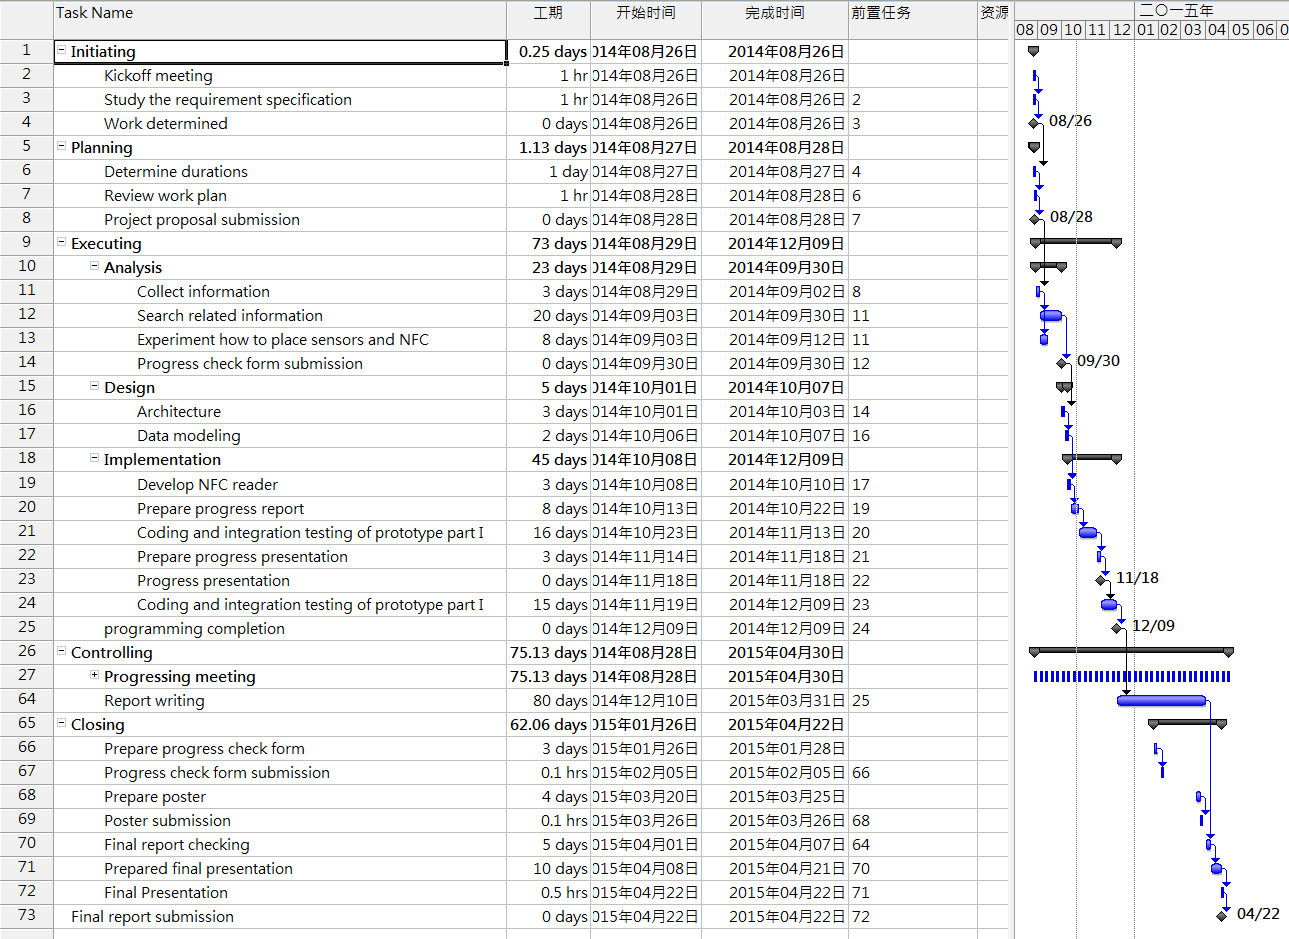 Task Name 工期 开始时间 完成时间 前置任务 资源 二〇一五年
08 09 10 11 12 01 02 03 04 05 06 0
1 Initiating 0.25 days 014年08月26日 2014年08月26日
2 Kickoff meeting 1 hr 014年08月26日 2014年08月26日
3 Study the requirement specification 1 hr 014年08月26日 2014年08月26日 2
4 Work determined 0 days 014年08月26日 2014年08月26日 3 08/26
5 Planning 1.13 days 014年08月27日 2014年08月28日
6 Determine durations 1 day 014年08月27日 2014年08月27日 4
7 Review work plan 1 hr 014年08月28日 2014年08月28日 6
8 Project proposal submission 0 days 014年08月28日 2014年08月28日 7 08/28
9 Executing 73 days 014年08月29日 2014年12月09日
10 Analysis 23 days 014年08月29日 2014年09月30日
11 Collect information 3 days 014年08月29日 2014年09月02日 8
12 Search related information 20 days 014年09月03日 2014年09月30日 11
13 Experiment how to place sensors and NFC 8 days 014年09月03日 2014年09月12日 11
14 Progress check form submission 0 days 014年09月30日 2014年09月30日 12 09/30
15 Design 5 days 014年10月01日 2014年10月07日
16 Architecture 3 days 014年10月01日 2014年10月03日 14
17 Data modeling 2 days 014年10月06日 2014年10月07日 16
18 Implementation 45 days 014年10月08日 2014年12月09日
19 Develop NFC reader 3 days 014年10月08日 2014年10月10日 17
20 Prepare progress report 8 days 014年10月13日 2014年10月22日 19
21 Coding and integration testing of prototype part I 16 days 014年10月23日 2014年11月13日 20
22 Prepare progress presentation 3 days 014年11月14日 2014年11月18日 21
23 Progress presentation 0 days 014年11月18日 2014年11月18日 22 11/18
24 Coding and integration testing of prototype part I 15 days 014年11月19日 2014年12月09日 23
25 programming completion 0 days 014年12月09日 2014年12月09日 24 12/09
26 Controlling 75.13 days 014年08月28日 2015年04月30日
27 Progressing meeting 75.13 days 014年08月28日 2015年04月30日
64 Report writing 80 days 014年12月10日 2015年03月31日 25
65 Closing 62.06 days 015年01月26日 2015年04月22日
66 Prepare progress check form 3 days 015年01月26日 2015年01月28日
67 Progress check form submission 0.1 hrs 015年02月05日 2015年02月05日 66
68 Prepare poster 4 days 015年03月20日 2015年03月25日
69 Poster submission 0.1 hrs 015年03月26日 2015年03月26日 68
70 Final report checking 5 days 015年04月01日 2015年04月07日 64
71 Prepared final presentation 10 days 015年04月08日 2015年04月21日 70
72 Final Presentation 0.5 hrs 015年04月22日 2015年04月22日 71
73 Final report submission 0 days 015年04月22日 2015年04月22日 72 04/22